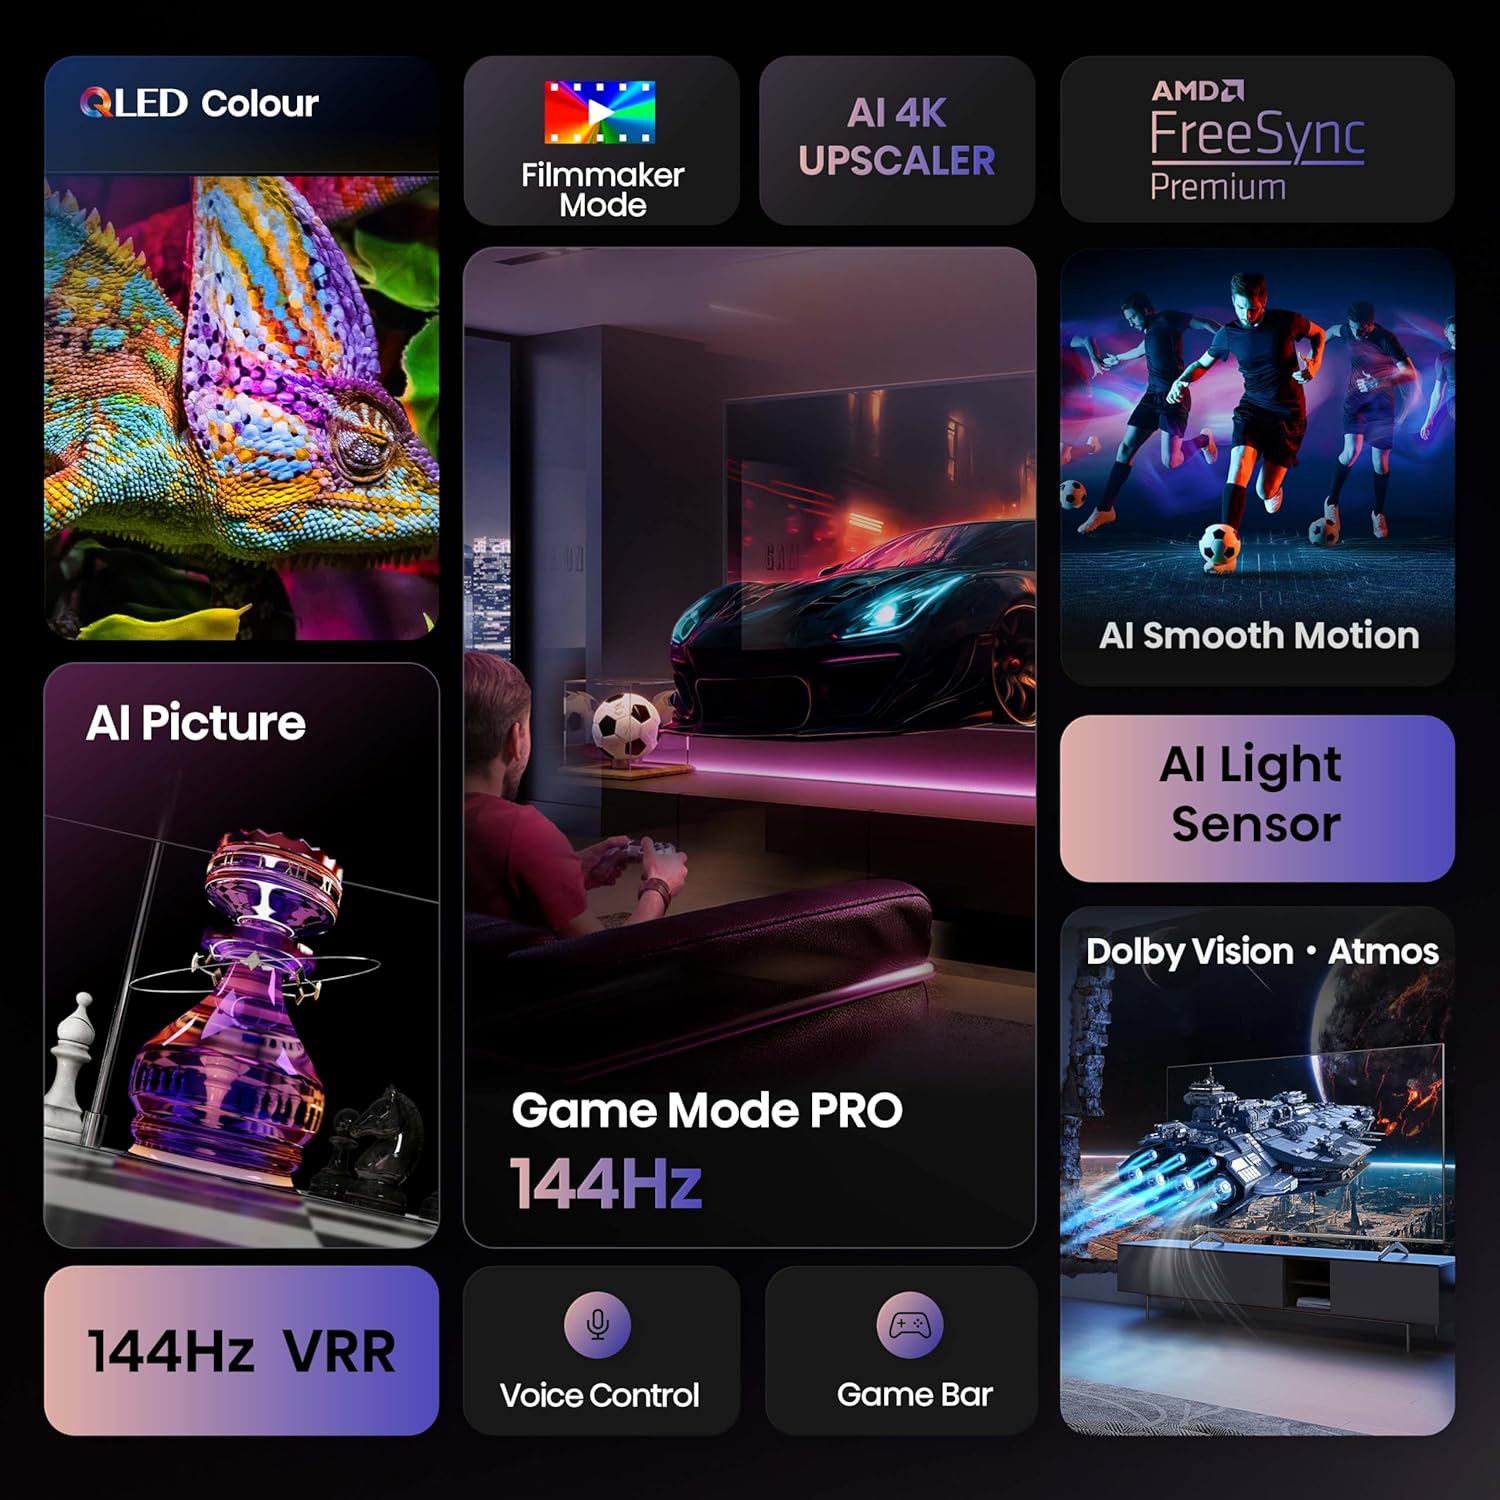 QLED Colour
Filmmaker
Mode
AI 4K
UPSCALER
AMD
FreeSync
Premium
AI Smooth Motion
AI Picture
AI Light
Sensor
Game Mode PRO
144Hz
Dolby Vision • Atmos
144Hz VRR
Voice Control
Game Bar